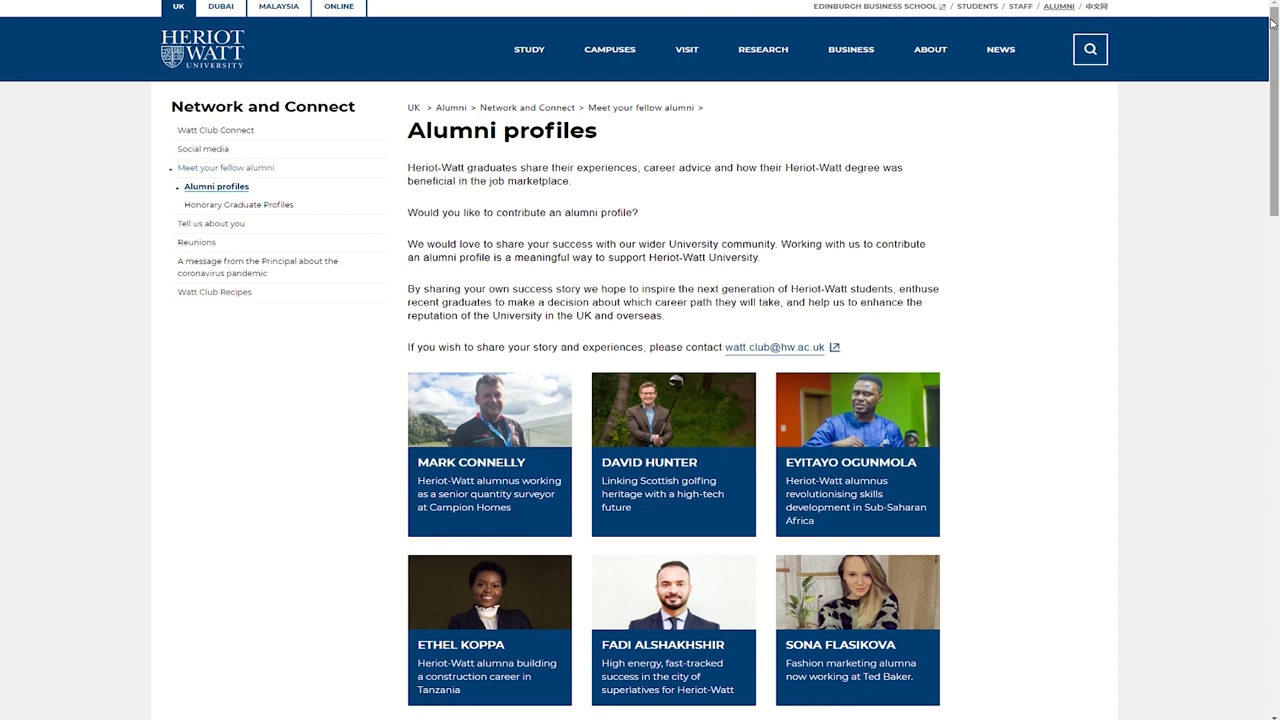 UK DUBAI MALAYSIA ONLINE
EDINBURGH BUSINESS SCHOOL / STUDENTS / STAFF / ALUMNI / 中文网
HERIOT
WATT
UNIVERSITY
STUDY CAMPUSES VISIT RESEARCH BUSINESS ABOUT NEWS
Network and Connect
Watt Club Connect
Social media
Meet your fellow alumni
Alumni profiles
Honorary Graduate Profiles
Tell us about you
Reunions
A message from the Principal about the
coronavirus pandemic
Watt Club Recipes
UK > Alumni > Network and Connect > Meet your fellow alumni >
Alumni profiles
Heriot-Watt graduates share their experiences, career advice and how their Heriot-Watt degree was
beneficial in the job marketplace.
Would you like to contribute an alumni profile?
We would love to share your success with our wider University community. Working with us to contribute
an alumni profile is a meaningful way to support Heriot-Watt University.
By sharing your own success story we hope to inspire the next generation of Heriot-Watt students, enthuse
recent graduates to make a decision about which career path they will take, and help us to enhance the
reputation of the University in the UK and overseas.
If you wish to share your story and experiences, please contact watt.club@hw.ac.uk
MARK CONNELLY
Heriot-Watt alumnus working
as a senior quantity surveyor
at Campion Homes
DAVID HUNTER
Linking Scottish golfing
heritage with a high-tech
future
EYITAYO OGUNMOLA
Heriot-Watt alumnus
revolutionising skills
development in Sub-Saharan
Africa
ETHEL KOPPA
Heriot-Watt alumna building
a construction career in
Tanzania
FADI ALSHAKHSHIR
High energy, fast-tracked
success in the city of
superlatives for Heriot-Watt
SONA FLASIKOVA
Fashion marketing alumna
now working at Ted Baker.